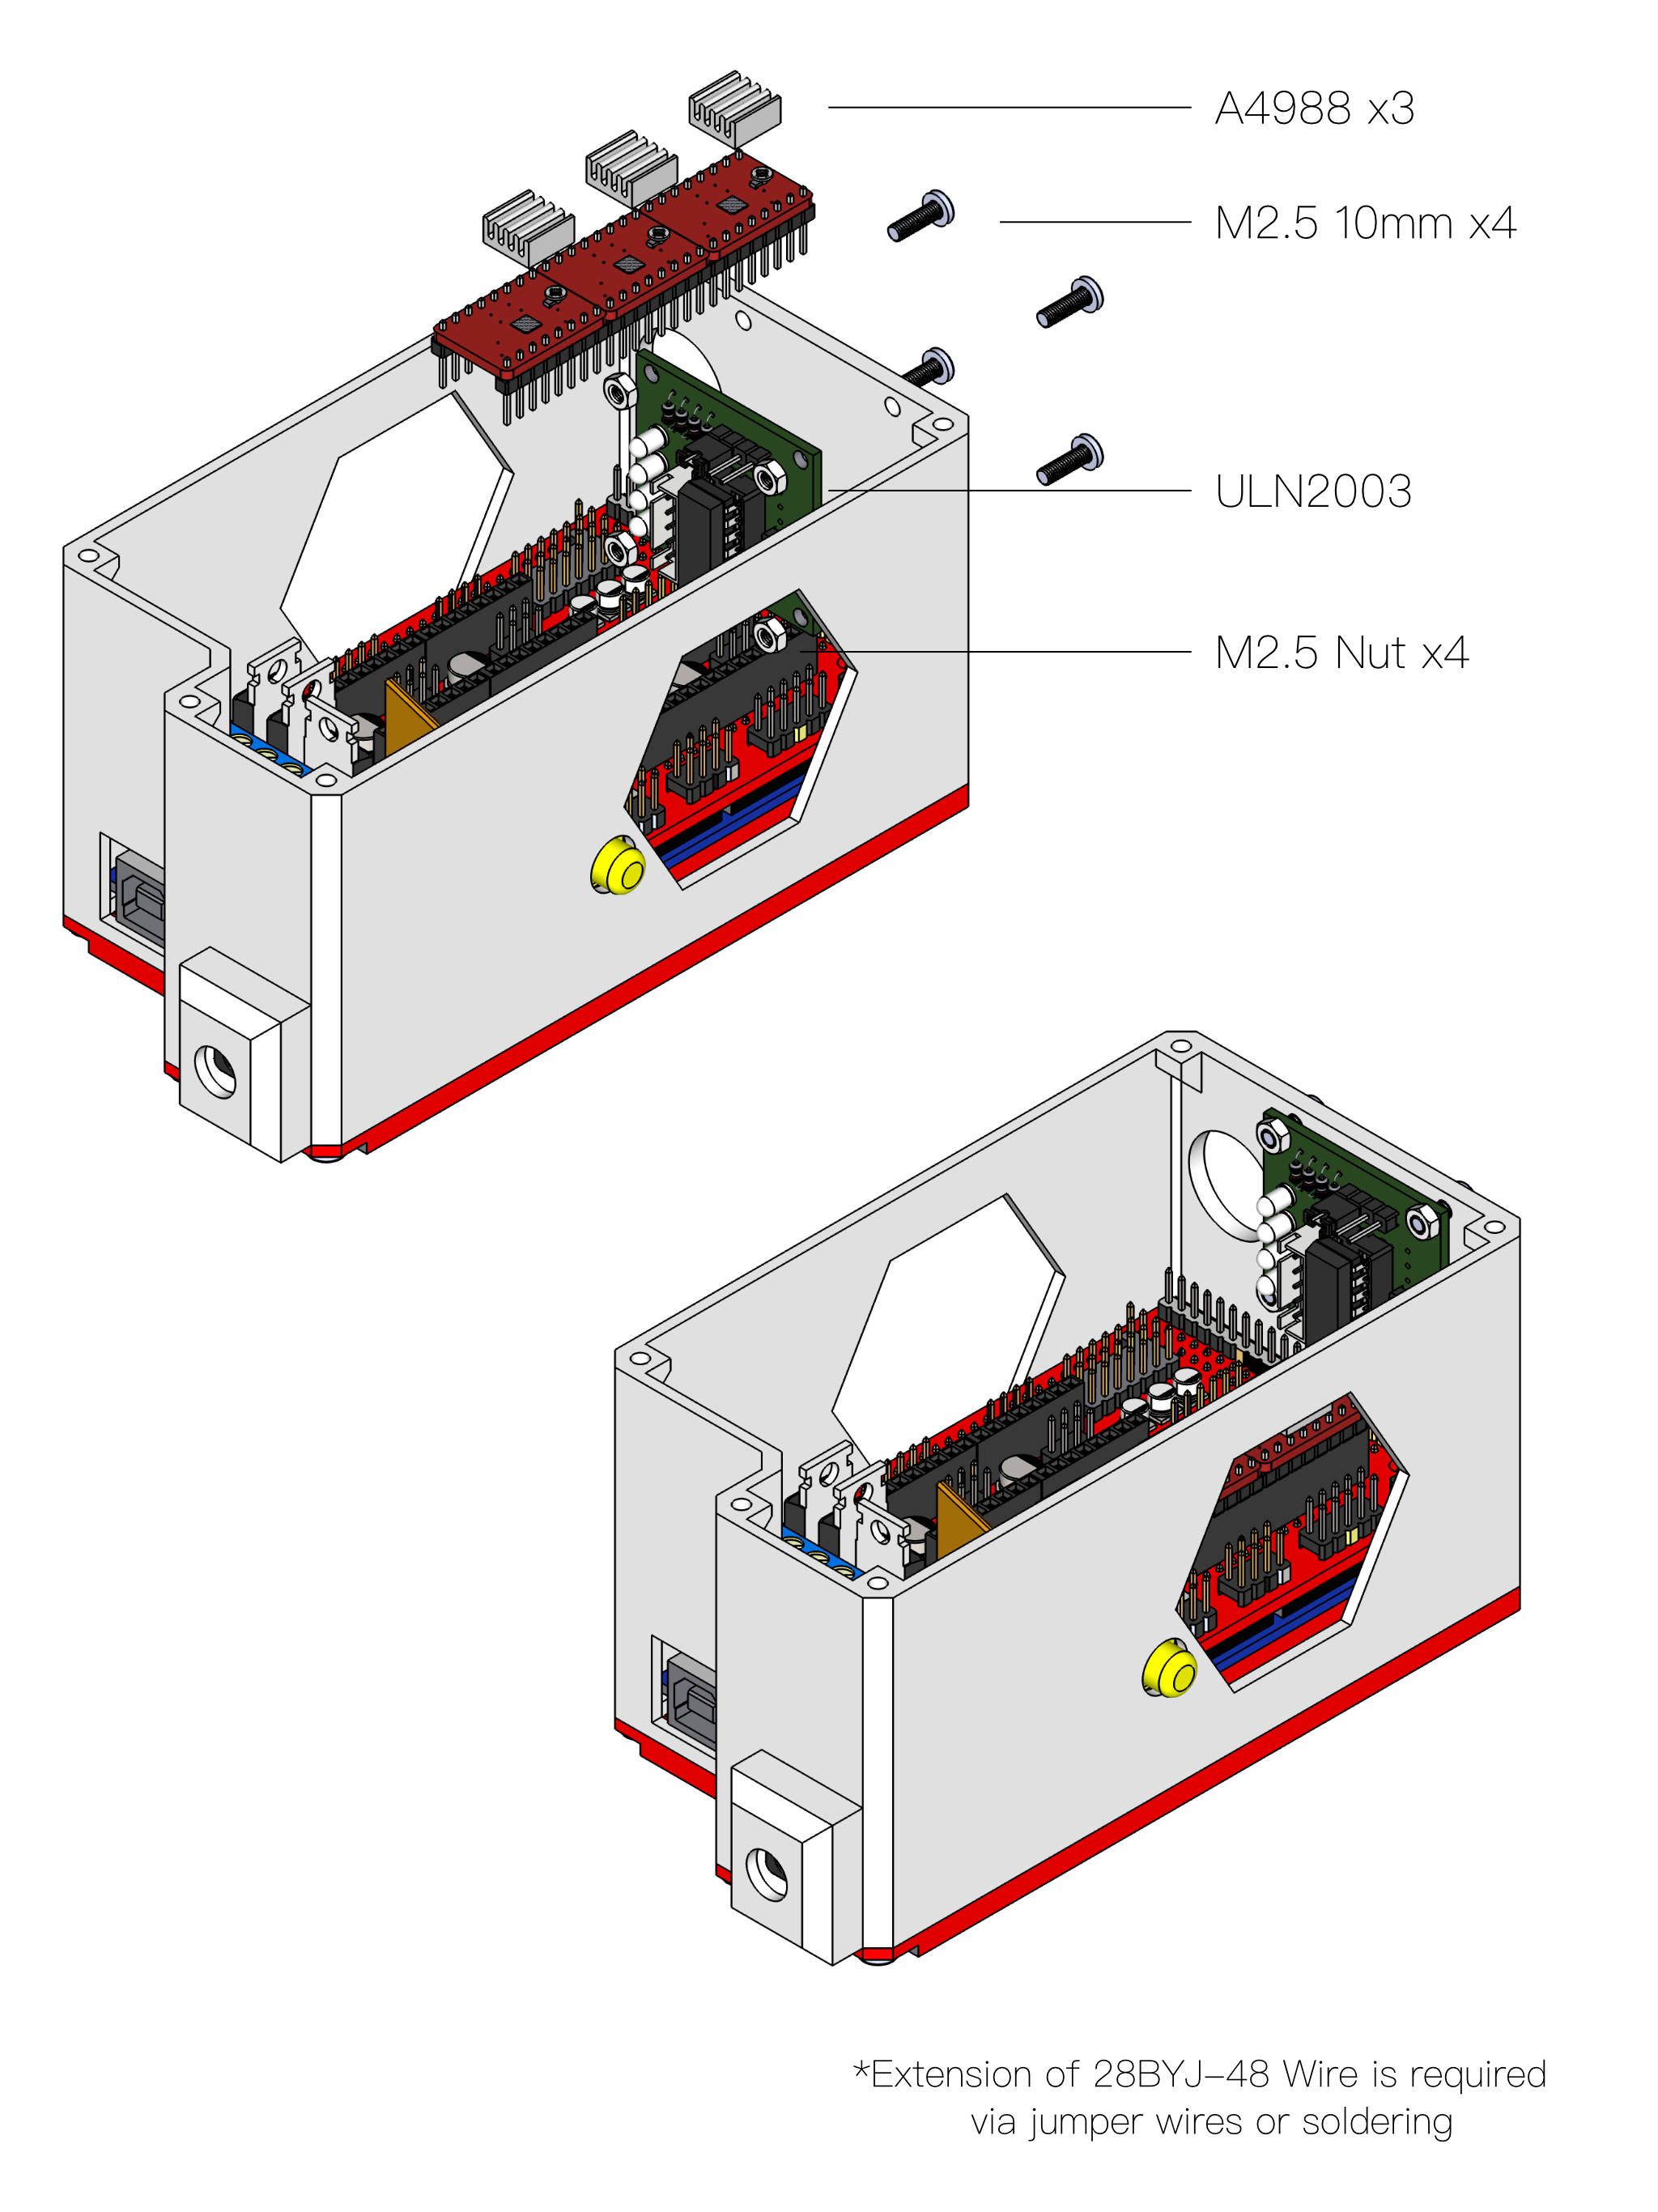 A4988 x3
M2.5 10mm x4
ULN2003
M2.5 Nut x4
*Extension of 28BYJ-48 Wire is required
via jumper wires or soldering